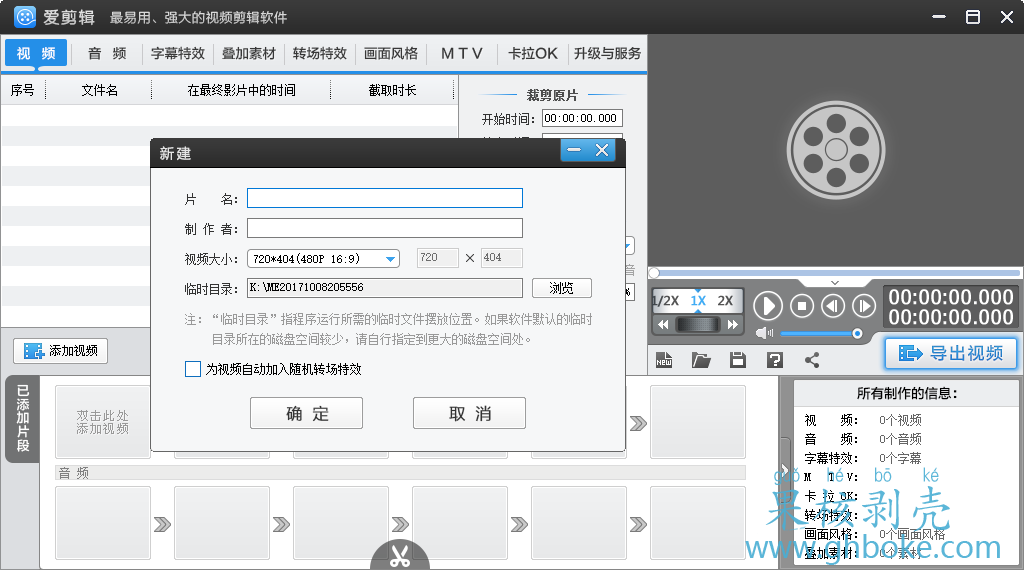 爱剪辑 最易用、强大的视频剪辑软件
视 频 音 频 字幕特效 叠加素材 转场特效 画面风格 MTV 卡拉OK 升级与服务
序号 文件名 在最终影片中的时间 截取时长
裁剪原片
开始时间: 00:00:00.000
新建
片 名:
制 作 者:
视频大小: 720*404(480P 16:9) 720 × 404
临时目录: K:\ME20171008205556 浏览
注: “临时目录”指程序运行所需的临时文件摆放位置。如果软件默认的临时
目录所在的磁盘空间较少，请自行指定到更大的磁盘空间处。
为视频自动加入随机转场特效
确 定 取 消
音
%
1/2X 1X 2X
00:00:00.000
00:00:00.000
NEW
导出视频
添加视频
已添加片段
双击此处
添加视频
音 频
所有制作的信息:
视 频: 0个视频
音 频: 0个音频
字幕特效: 0个字幕
M T V:
卡 拉 OK:
转场特效:
画面风格: 0个画面风格
叠加素材: 0个素材
guǒ hé bō ké
果核剥壳
www.ghboke.com